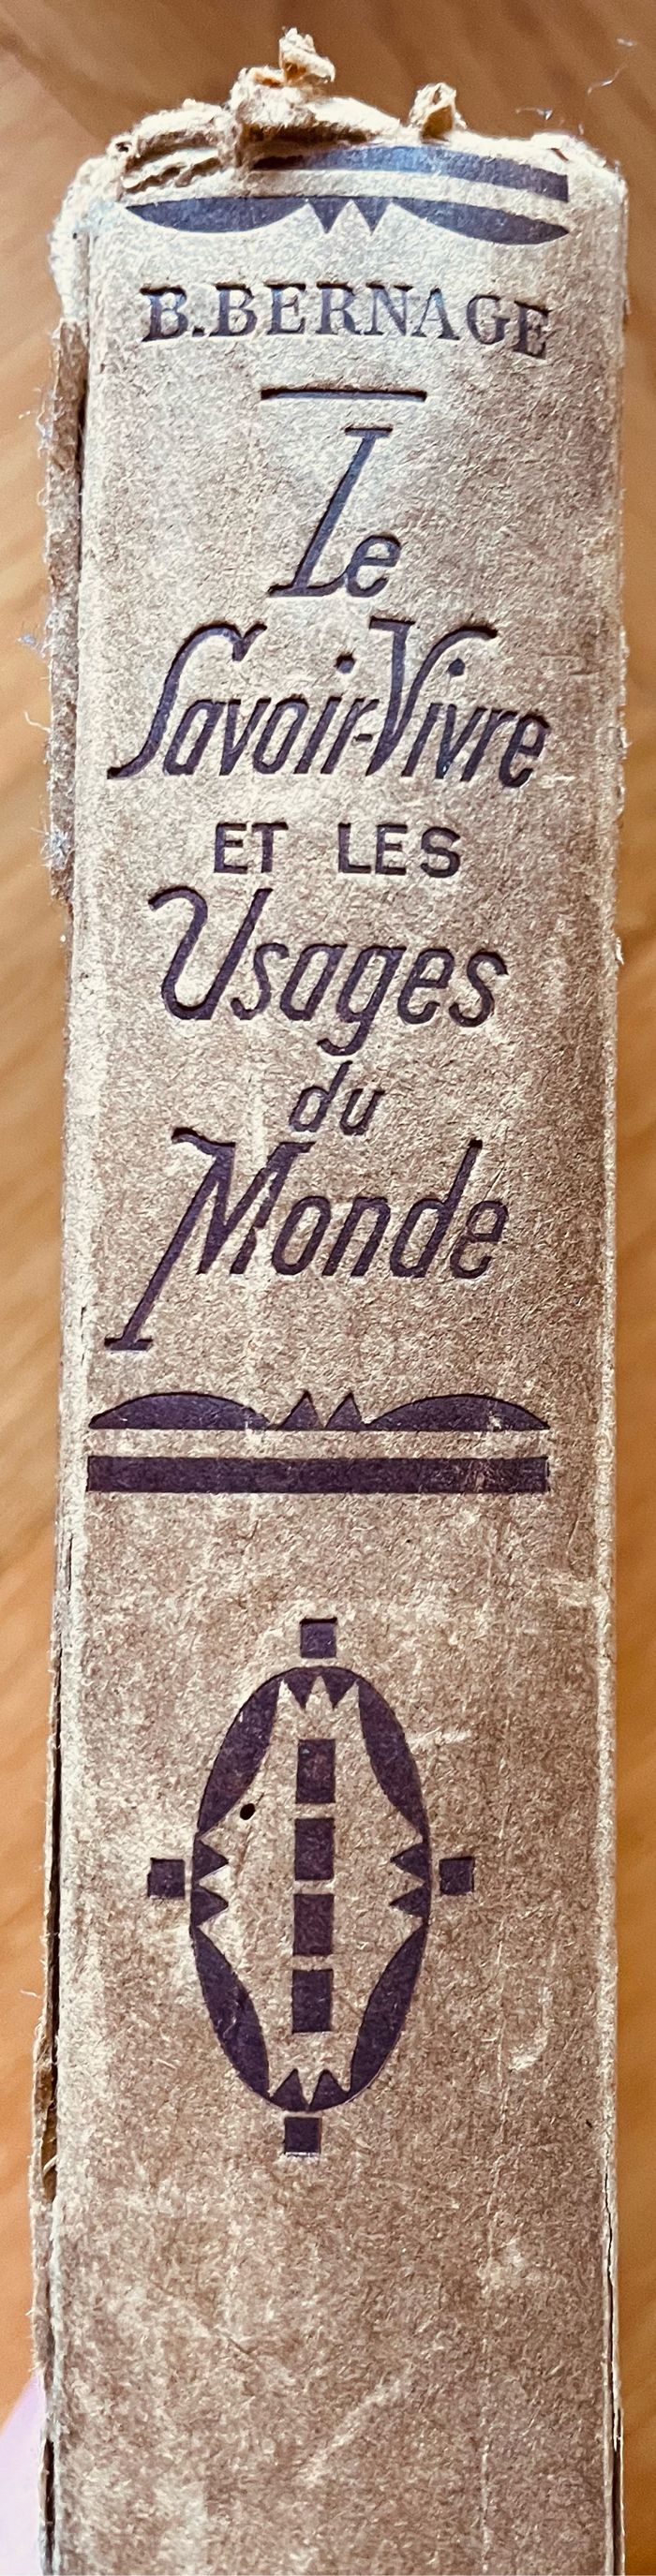 B. BERNAGE
Le
Savoir-Vivre
ET LES
Usages
du
Monde